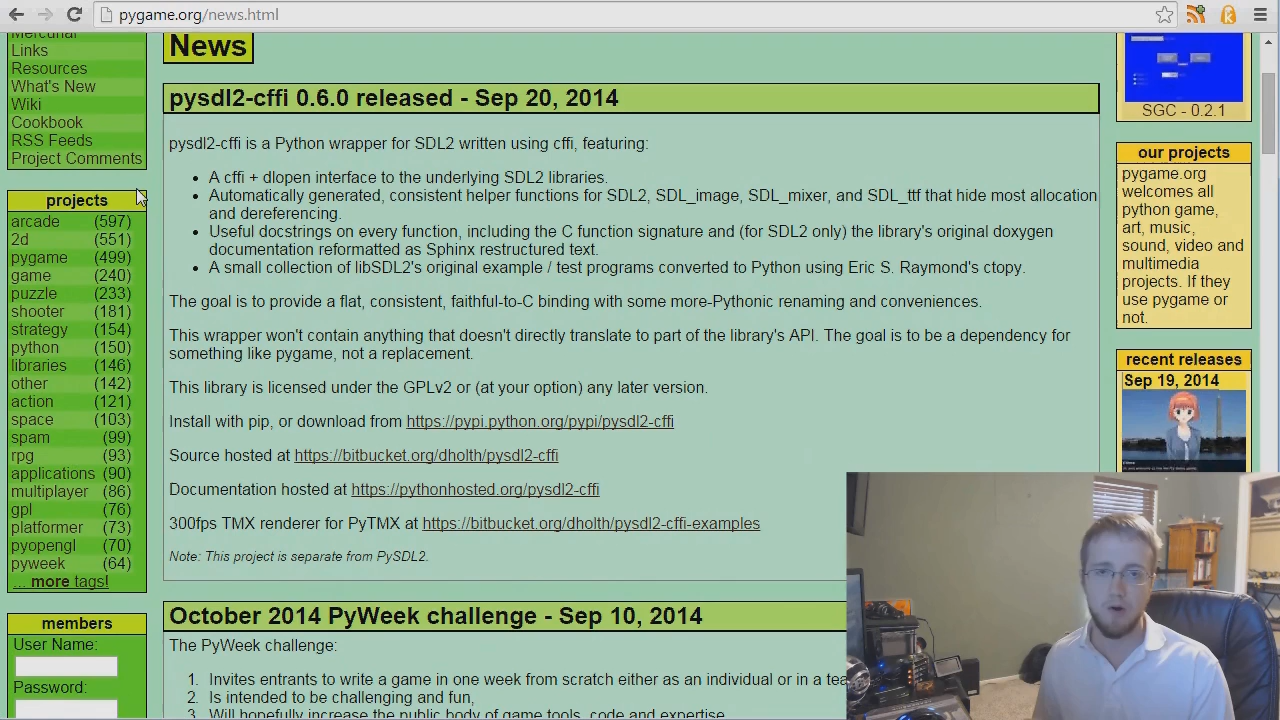 pygame.org/news.html
Mercurial
Links
Resources
What's New
Wiki
Cookbook
RSS Feeds
Project Comments
projects
arcade (597)
2d (551)
pygame (499)
game (240)
puzzle (233)
shooter (181)
strategy (154)
python (150)
libraries (146)
other (142)
action (121)
space (103)
spam (99)
rpg (93)
applications (90)
multiplayer (86)
gpl (76)
platformer (73)
pyopengl (70)
pyweek (64)
... more tags!
members
User Name:
Password:
News
pysdl2-cffi 0.6.0 released - Sep 20, 2014
pysdl2-cffi is a Python wrapper for SDL2 written using cffi, featuring:
• A cffi + dlopen interface to the underlying SDL2 libraries.
• Automatically generated, consistent helper functions for SDL2, SDL_image, SDL_mixer, and SDL_ttf that hide most allocation
and dereferencing.
• Useful docstrings on every function, including the C function signature and (for SDL2 only) the library's original doxygen
documentation reformatted as Sphinx restructured text.
• A small collection of libSDL2's original example / test programs converted to Python using Eric S. Raymond's ctopy.
The goal is to provide a flat, consistent, faithful-to-C binding with some more-Pythonic renaming and conveniences.
This wrapper won't contain anything that doesn't directly translate to part of the library's API. The goal is to be a dependency for
something like pygame, not a replacement.
This library is licensed under the GPLv2 or (at your option) any later version.
Install with pip, or download from https://pypi.python.org/pypi/pysdl2-cffi
Source hosted at https://bitbucket.org/dholth/pysdl2-cffi
Documentation hosted at https://pythonhosted.org/pysdl2-cffi
300fps TMX renderer for PyTMX at https://bitbucket.org/dholth/pysdl2-cffi-examples
Note: This project is separate from PySDL2.
October 2014 PyWeek challenge - Sep 10, 2014
The PyWeek challenge:
1. Invites entrants to write a game in one week from scratch either as an individual or in a tea
2. Is intended to be challenging and fun,
3. Will hopefully increase the public body of game tools, code and expertise
SGC - 0.2.1
our projects
pygame.org
welcomes all
python game,
art, music,
sound, video and
multimedia
projects. If they
use pygame or
not.
recent releases
Sep 19, 2014